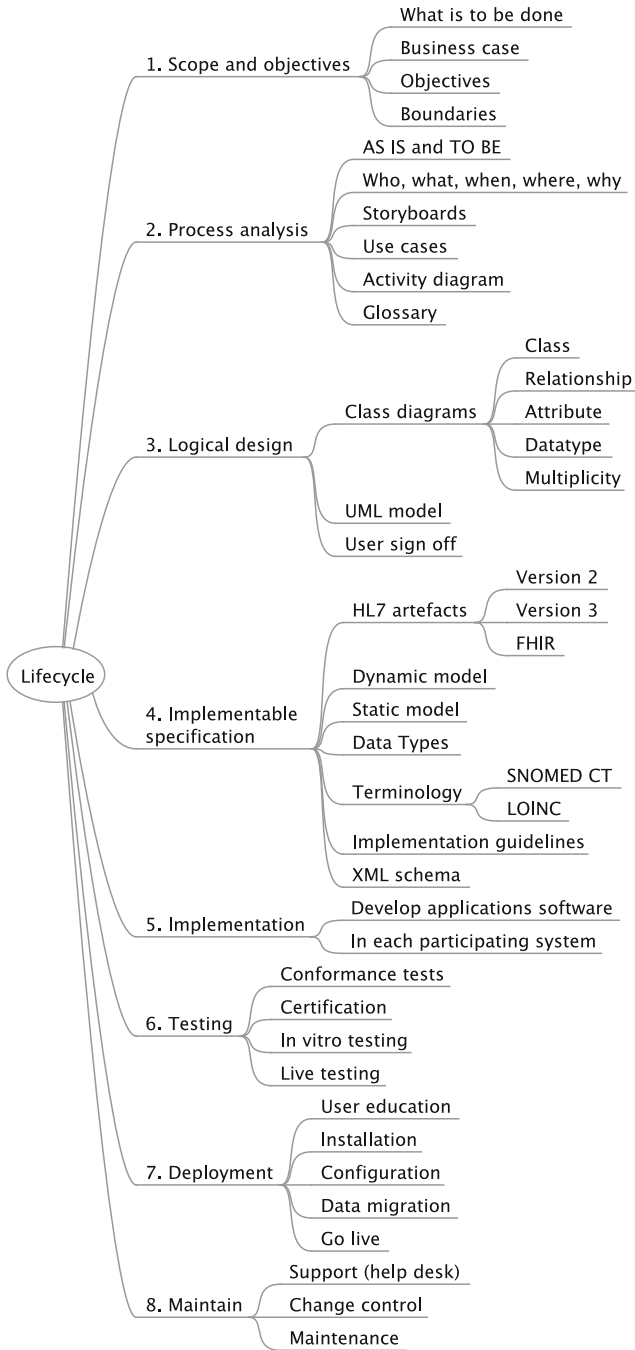 Lifecycle
1. Scope and objectives
What is to be done
Business case
Objectives
Boundaries
2. Process analysis
AS IS and TO BE
Who, what, when, where, why
Storyboards
Use cases
Activity diagram
Glossary
3. Logical design
Class diagrams
Class
Relationship
Attribute
Datatype
Multiplicity
UML model
User sign off
4. Implementable
specification
HL7 artefacts
Version 2
Version 3
FHIR
Dynamic model
Static model
Data Types
Terminology
SNOMED CT
LOINC
Implementation guidelines
XML schema
5. Implementation
Develop applications software
In each participating system
6. Testing
Conformance tests
Certification
In vitro testing
Live testing
7. Deployment
User education
Installation
Configuration
Data migration
Go live
8. Maintain
Support (help desk)
Change control
Maintenance